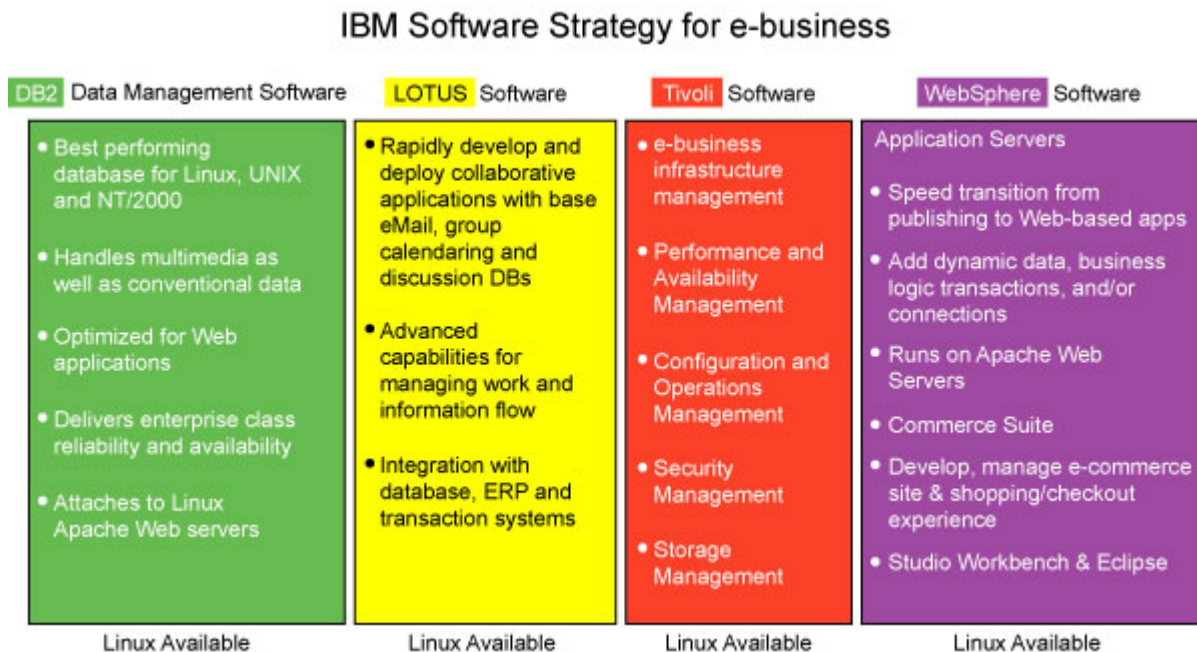 IBM Software Strategy for e-business
DB2 Data Management Software
• Best performing
database for Linux, UNIX
and NT/2000
• Handles multimedia as
well as conventional data
• Optimized for Web
applications
• Delivers enterprise class
reliability and availability
• Attaches to Linux
Apache Web servers
Linux Available
LOTUS Software
• Rapidly develop and
deploy collaborative
applications with base
eMail, group
calendaring and
discussion DBs
• Advanced
capabilities for
managing work and
information flow
• Integration with
database, ERP and
transaction systems
Linux Available
Tivoli Software
• e-business
infrastructure
management
• Performance and
Availability
Management
• Configuration and
Operations
Management
• Security
Management
• Storage
Management
Linux Available
WebSphere Software
Application Servers
• Speed transition from
publishing to Web-based apps
• Add dynamic data, business
logic transactions, and/or
connections
• Runs on Apache Web
Servers
• Commerce Suite
• Develop, manage e-commerce
site & shopping/checkout
experience
• Studio Workbench & Eclipse
Linux Available